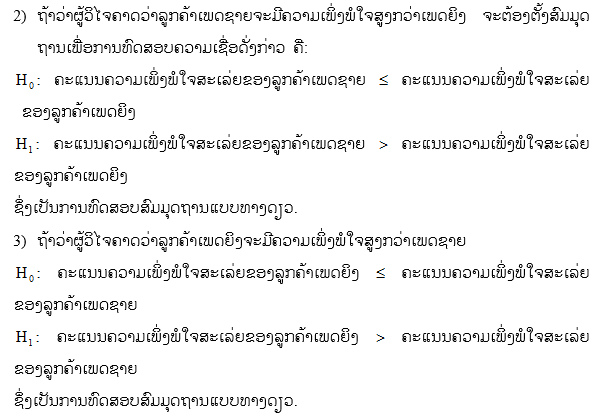 2) ຖ້າວ່າຜູ້ວິໄຈຄາດວ່າລູກຄ້າເພດຊາຍຈະມີຄວາມເພິ່ງພໍໃຈສູງກວ່າເພດຍິງ ຈະຕ້ອງຕັ້ງສົມມຸດ
ຖານເພື່ອການທົດສອບຄວາມເຊື່ອດັ່ງກ່າວ ຄື:
H₀: ຄະແນນຄວາມເພິ່ງພໍໃຈສະເລ່ຍຂອງລູກຄ້າເພດຊາຍ ≤ ຄະແນນຄວາມເພິ່ງພໍໃຈສະເລ່ຍ
ຂອງລູກຄ້າເພດຍິງ
H₁: ຄະແນນຄວາມເພິ່ງພໍໃຈສະເລ່ຍຂອງລູກຄ້າເພດຊາຍ > ຄະແນນຄວາມເພິ່ງພໍໃຈສະເລ່ຍ
ຂອງລູກຄ້າເພດຍິງ
ຊຶ່ງເປັນການທົດສອບສົມມຸດຖານແບບທາງດຽວ.
3) ຖ້າວ່າຜູ້ວິໄຈຄາດວ່າລູກຄ້າເພດຍິງຈະມີຄວາມເພິ່ງພໍໃຈສູງກວ່າເພດຊາຍ
H₀: ຄະແນນຄວາມເພິ່ງພໍໃຈສະເລ່ຍຂອງລູກຄ້າເພດຍິງ ≤ ຄະແນນຄວາມເພິ່ງພໍໃຈສະເລ່ຍ
ຂອງລູກຄ້າເພດຊາຍ
H₁: ຄະແນນຄວາມເພິ່ງພໍໃຈສະເລ່ຍຂອງລູກຄ້າເພດຍິງ > ຄະແນນຄວາມເພິ່ງພໍໃຈສະເລ່ຍ
ຂອງລູກຄ້າເພດຊາຍ
ຊຶ່ງເປັນການທົດສອບສົມມຸດຖານແບບທາງດຽວ.